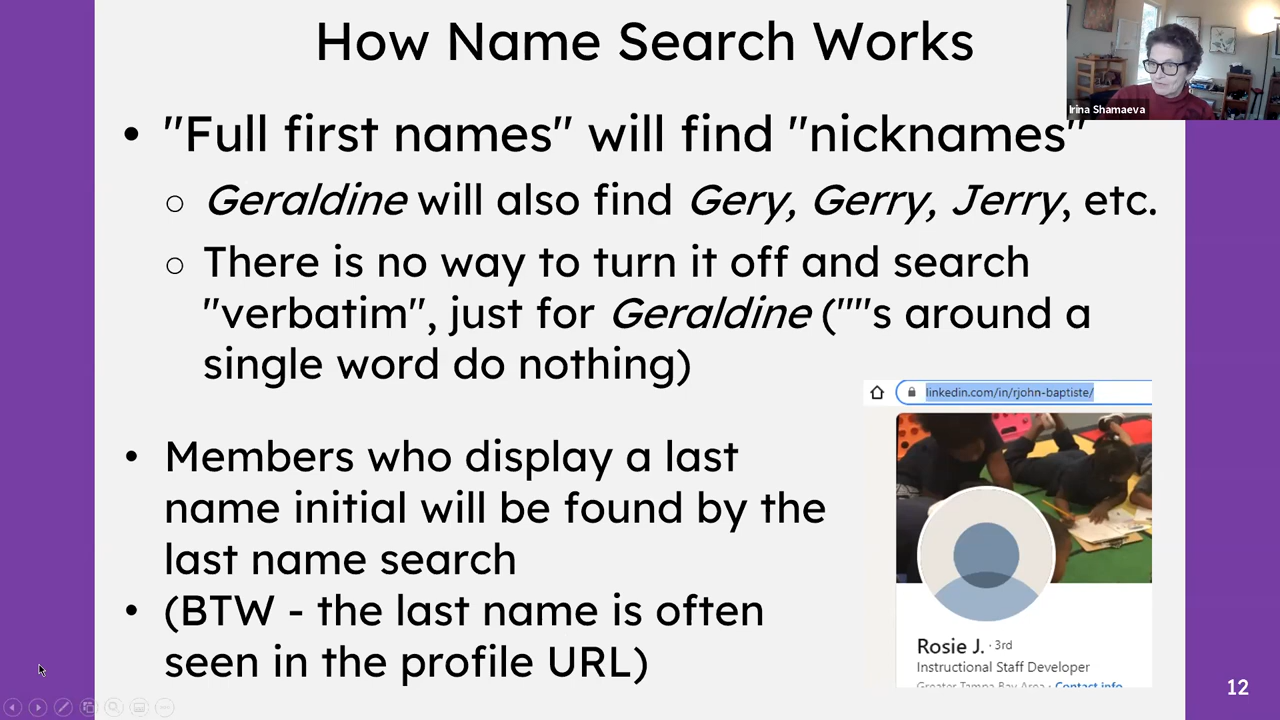 How Name Search Works
Irina Shamaeva
• "Full first names" will find "nicknames"
○ Geraldine will also find Gery, Gerry, Jerry, etc.
○ There is no way to turn it off and search
"verbatim", just for Geraldine (""s around a
single word do nothing)
• Members who display a last
name initial will be found by the
last name search
• (BTW - the last name is often
seen in the profile URL)
linkedin.com/in/rjohn-baptiste/
Rosie J. · 3rd
Instructional Staff Developer
Greater Tampa Bay Area · Contact info
12